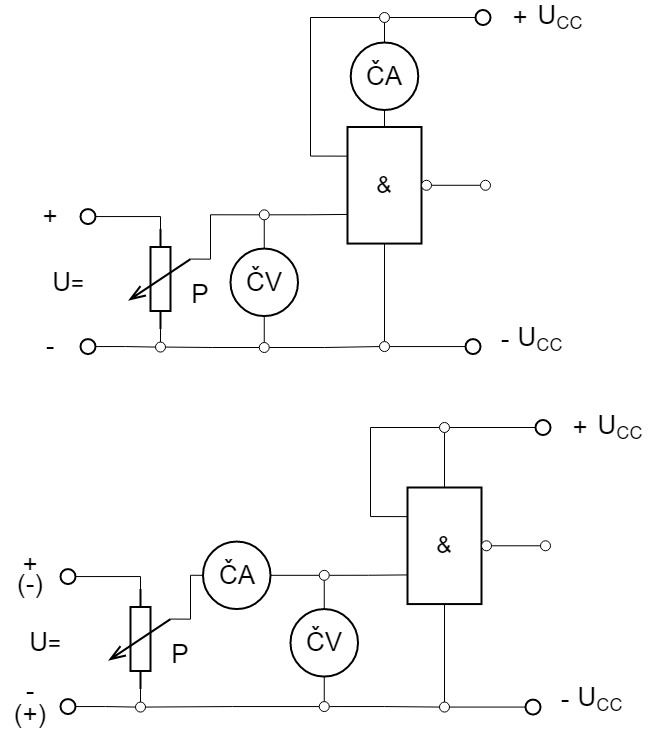 + UCC
ČA
&
+
U=
P
ČV
-
- UCC
+ UCC
&
+
(-)
ČA
U=
P
ČV
-
(+)
- UCC